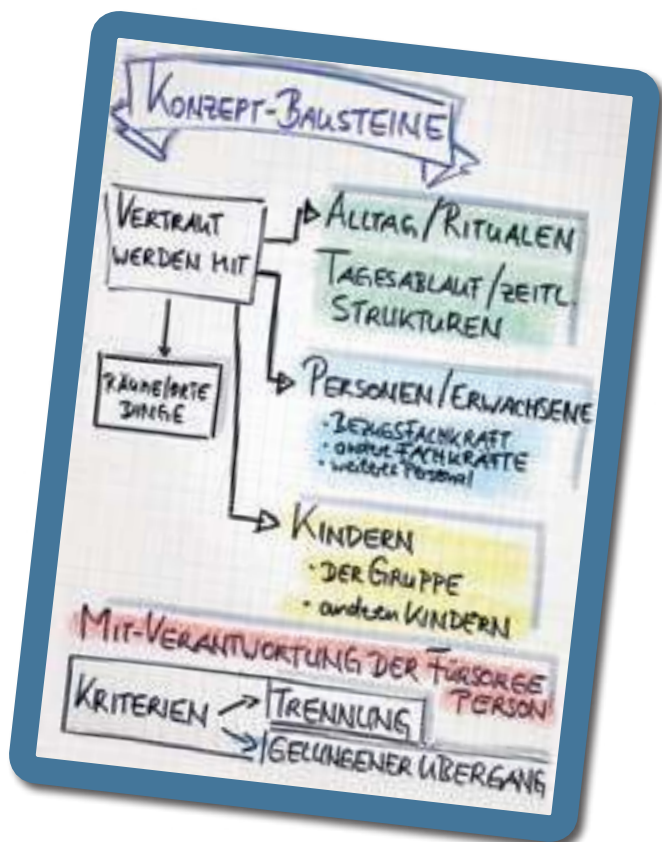 KONZEPT-BAUSTEINE
VERTRAUT
WERDEN MIT
ALLTAG/RITUALEN
TAGESABLAUF/ZEITL.
STRUKTUREN
RÄUME/ORTE
DINGE
PERSONEN/ERWACHSENE
· BEZUGSFACHKRAFT
· andere FACHKRÄFTE
· weiteres Personal
KINDERN
· DER GRUPPE
· anderen KINDERN
MIT-VERANTWORTUNG DER FÜRSORGE
PERSON
KRITERIEN
TRENNUNG
GELUNGENER ÜBERGANG